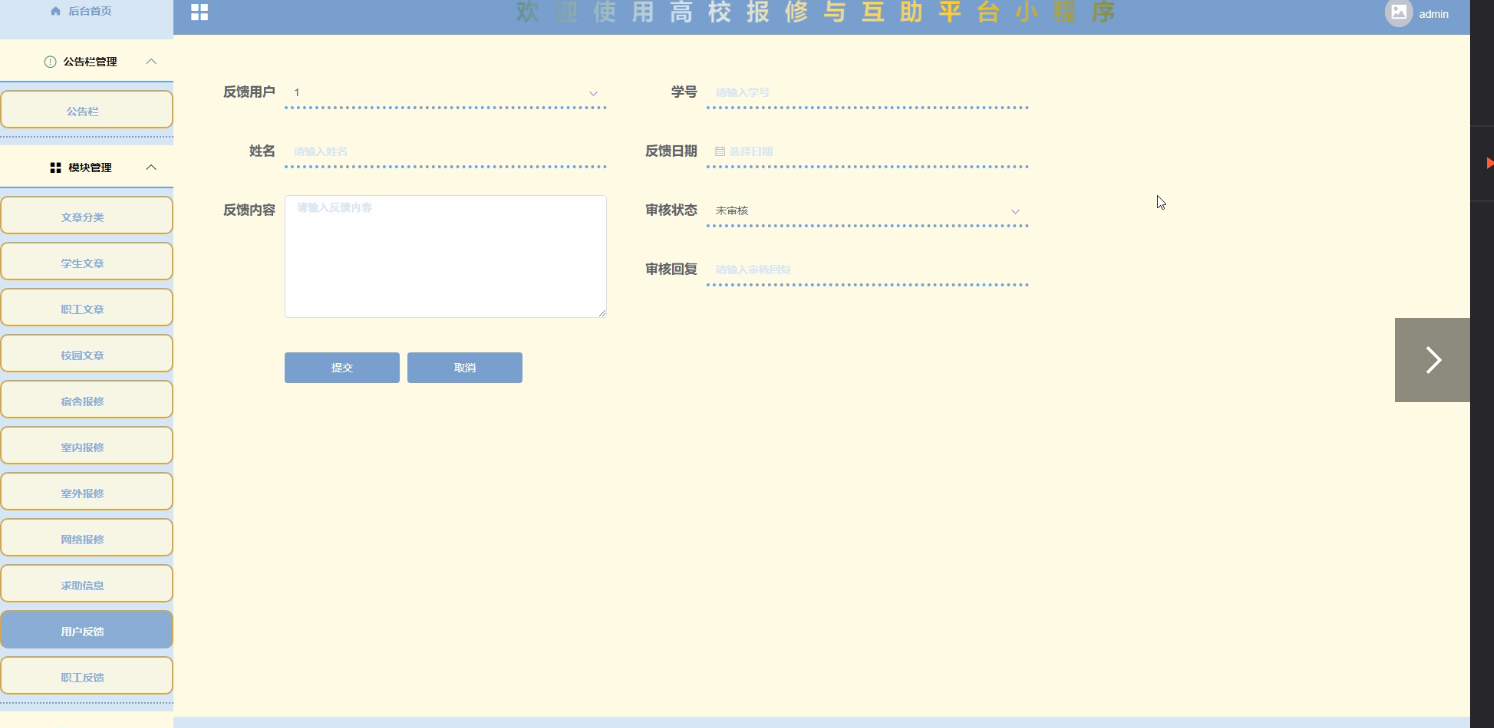 后台首页
欢迎使用高校报修与互助平台小程序
admin
公告栏管理
公告栏
模块管理
文章分类
学生文章
职工文章
校园文章
宿舍报修
室内报修
室外报修
网络报修
求助信息
用户反馈
职工反馈
反馈用户 1
学号 请输入学号
姓名 请输入姓名
反馈日期 选择日期
反馈内容 请输入反馈内容
审核状态 未审核
审核回复 请输入审核回复
提交 取消